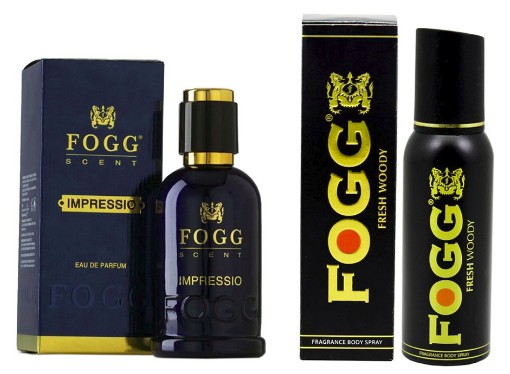 FOGG®
SCENT
IMPRESSIO
EAU DE PARFUM
FOGG
FOGG
SCENT
IMPRESSIO
FOGG
FOGG®
FRESH WOODY
FRAGRANCE BODY SPRAY
FOGG
FRESH WOODY
FRAGRANCE BODY SPRAY